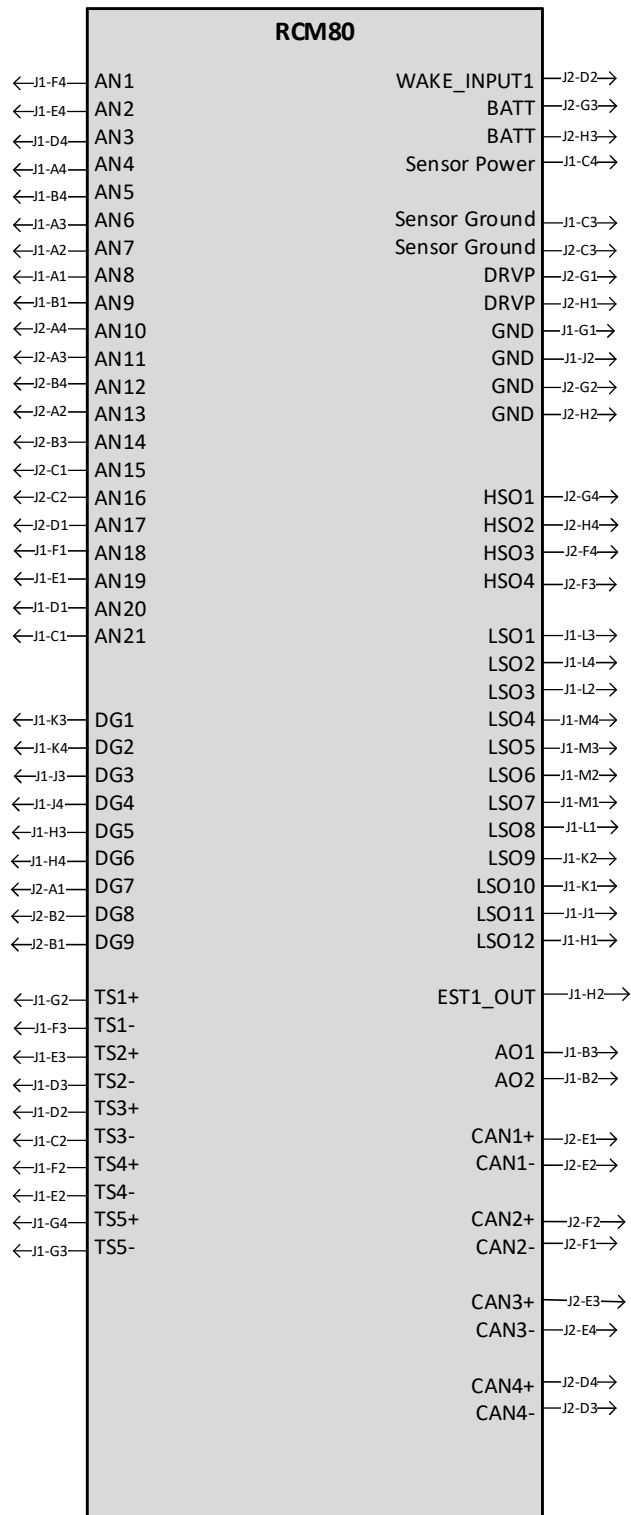 RCM80
J1-F4 AN1
J1-E4 AN2
J1-D4 AN3
J1-A4 AN4
J1-B4 AN5
J1-A3 AN6
J1-A2 AN7
J1-A1 AN8
J1-B1 AN9
J2-A4 AN10
J2-A3 AN11
J2-B4 AN12
J2-A2 AN13
J2-B3 AN14
J2-C1 AN15
J2-C2 AN16
J2-D1 AN17
J1-F1 AN18
J1-E1 AN19
J1-D1 AN20
J1-C1 AN21
J1-K3 DG1
J1-K4 DG2
J1-J3 DG3
J1-J4 DG4
J1-H3 DG5
J1-H4 DG6
J2-A1 DG7
J2-B2 DG8
J2-B1 DG9
J1-G2 TS1+
J1-F3 TS1-
J1-E3 TS2+
J1-D3 TS2-
J1-D2 TS3+
J1-C2 TS3-
J1-F2 TS4+
J1-E2 TS4-
J1-G4 TS5+
J1-G3 TS5-
WAKE_INPUT1 J2-D2
BATT J2-G3
BATT J2-H3
Sensor Power J1-C4
Sensor Ground J1-C3
Sensor Ground J2-C3
DRVP J2-G1
DRVP J2-H1
GND J1-G1
GND J1-J2
GND J2-G2
GND J2-H2
HSO1 J2-G4
HSO2 J2-H4
HSO3 J2-F4
HSO4 J2-F3
LSO1 J1-L3
LSO2 J1-L4
LSO3 J1-L2
LSO4 J1-M4
LSO5 J1-M3
LSO6 J1-M2
LSO7 J1-M1
LSO8 J1-L1
LSO9 J1-K2
LSO10 J1-K1
LSO11 J1-J1
LSO12 J1-H1
EST1_OUT J1-H2
AO1 J1-B3
AO2 J1-B2
CAN1+ J2-E1
CAN1- J2-E2
CAN2+ J2-F2
CAN2- J2-F1
CAN3+ J2-E3
CAN3- J2-E4
CAN4+ J2-D4
CAN4- J2-D3